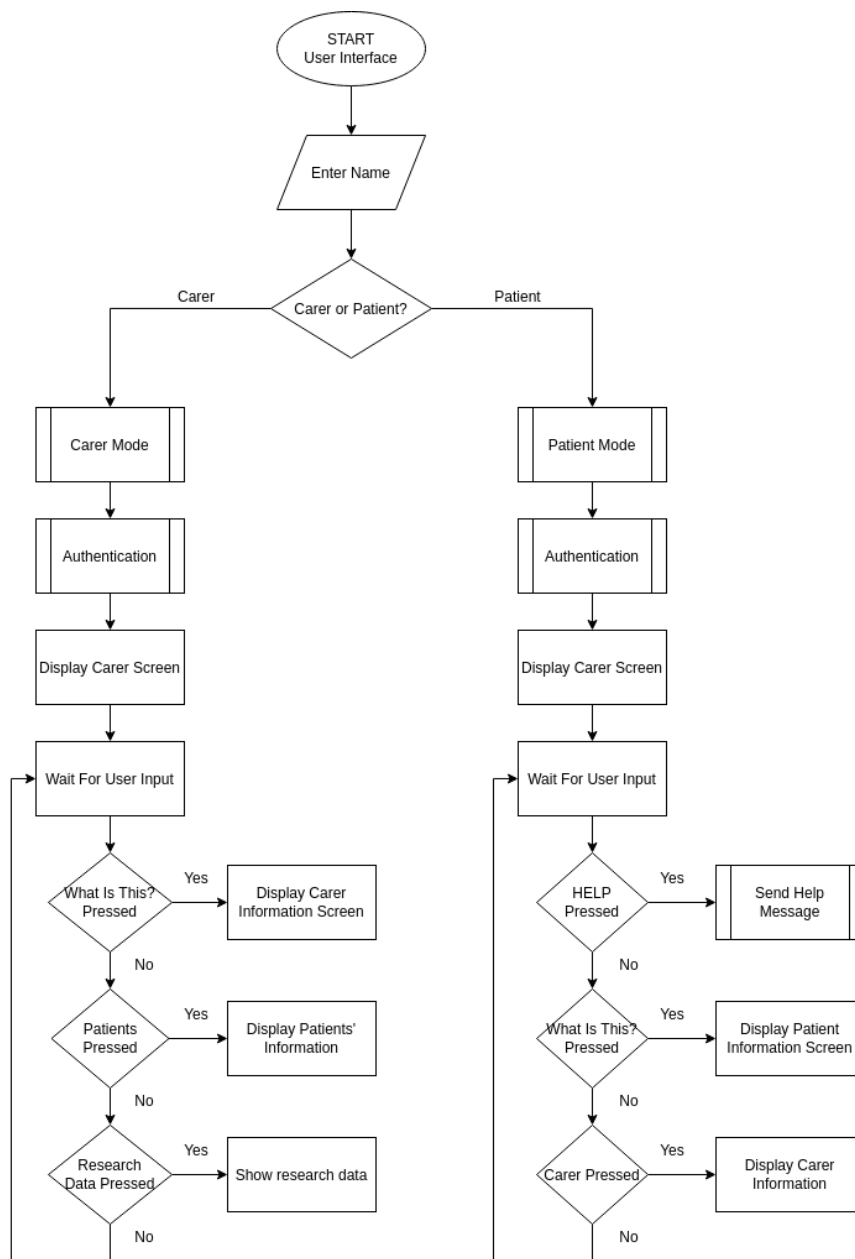 START
User Interface
Enter Name
Carer or Patient?
Carer
Patient
Carer Mode
Authentication
Display Carer Screen
Wait For User Input
What Is This?
Pressed
Yes
Display Carer
Information Screen
No
Patients
Pressed
Yes
Display Patients'
Information
No
Research
Data Pressed
Yes
Show research data
No
Patient Mode
Authentication
Display Carer Screen
Wait For User Input
HELP
Pressed
Yes
Send Help
Message
No
What Is This?
Pressed
Yes
Display Patient
Information Screen
No
Carer Pressed
Yes
Display Carer
Information
No